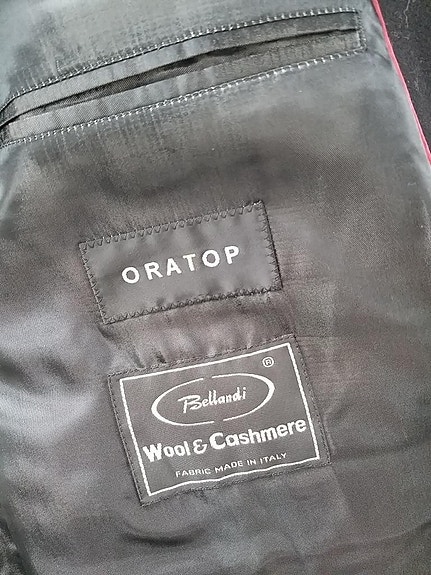 ORATOP
®
Bellandi
Wool & Cashmere
FABRIC MADE IN ITALY